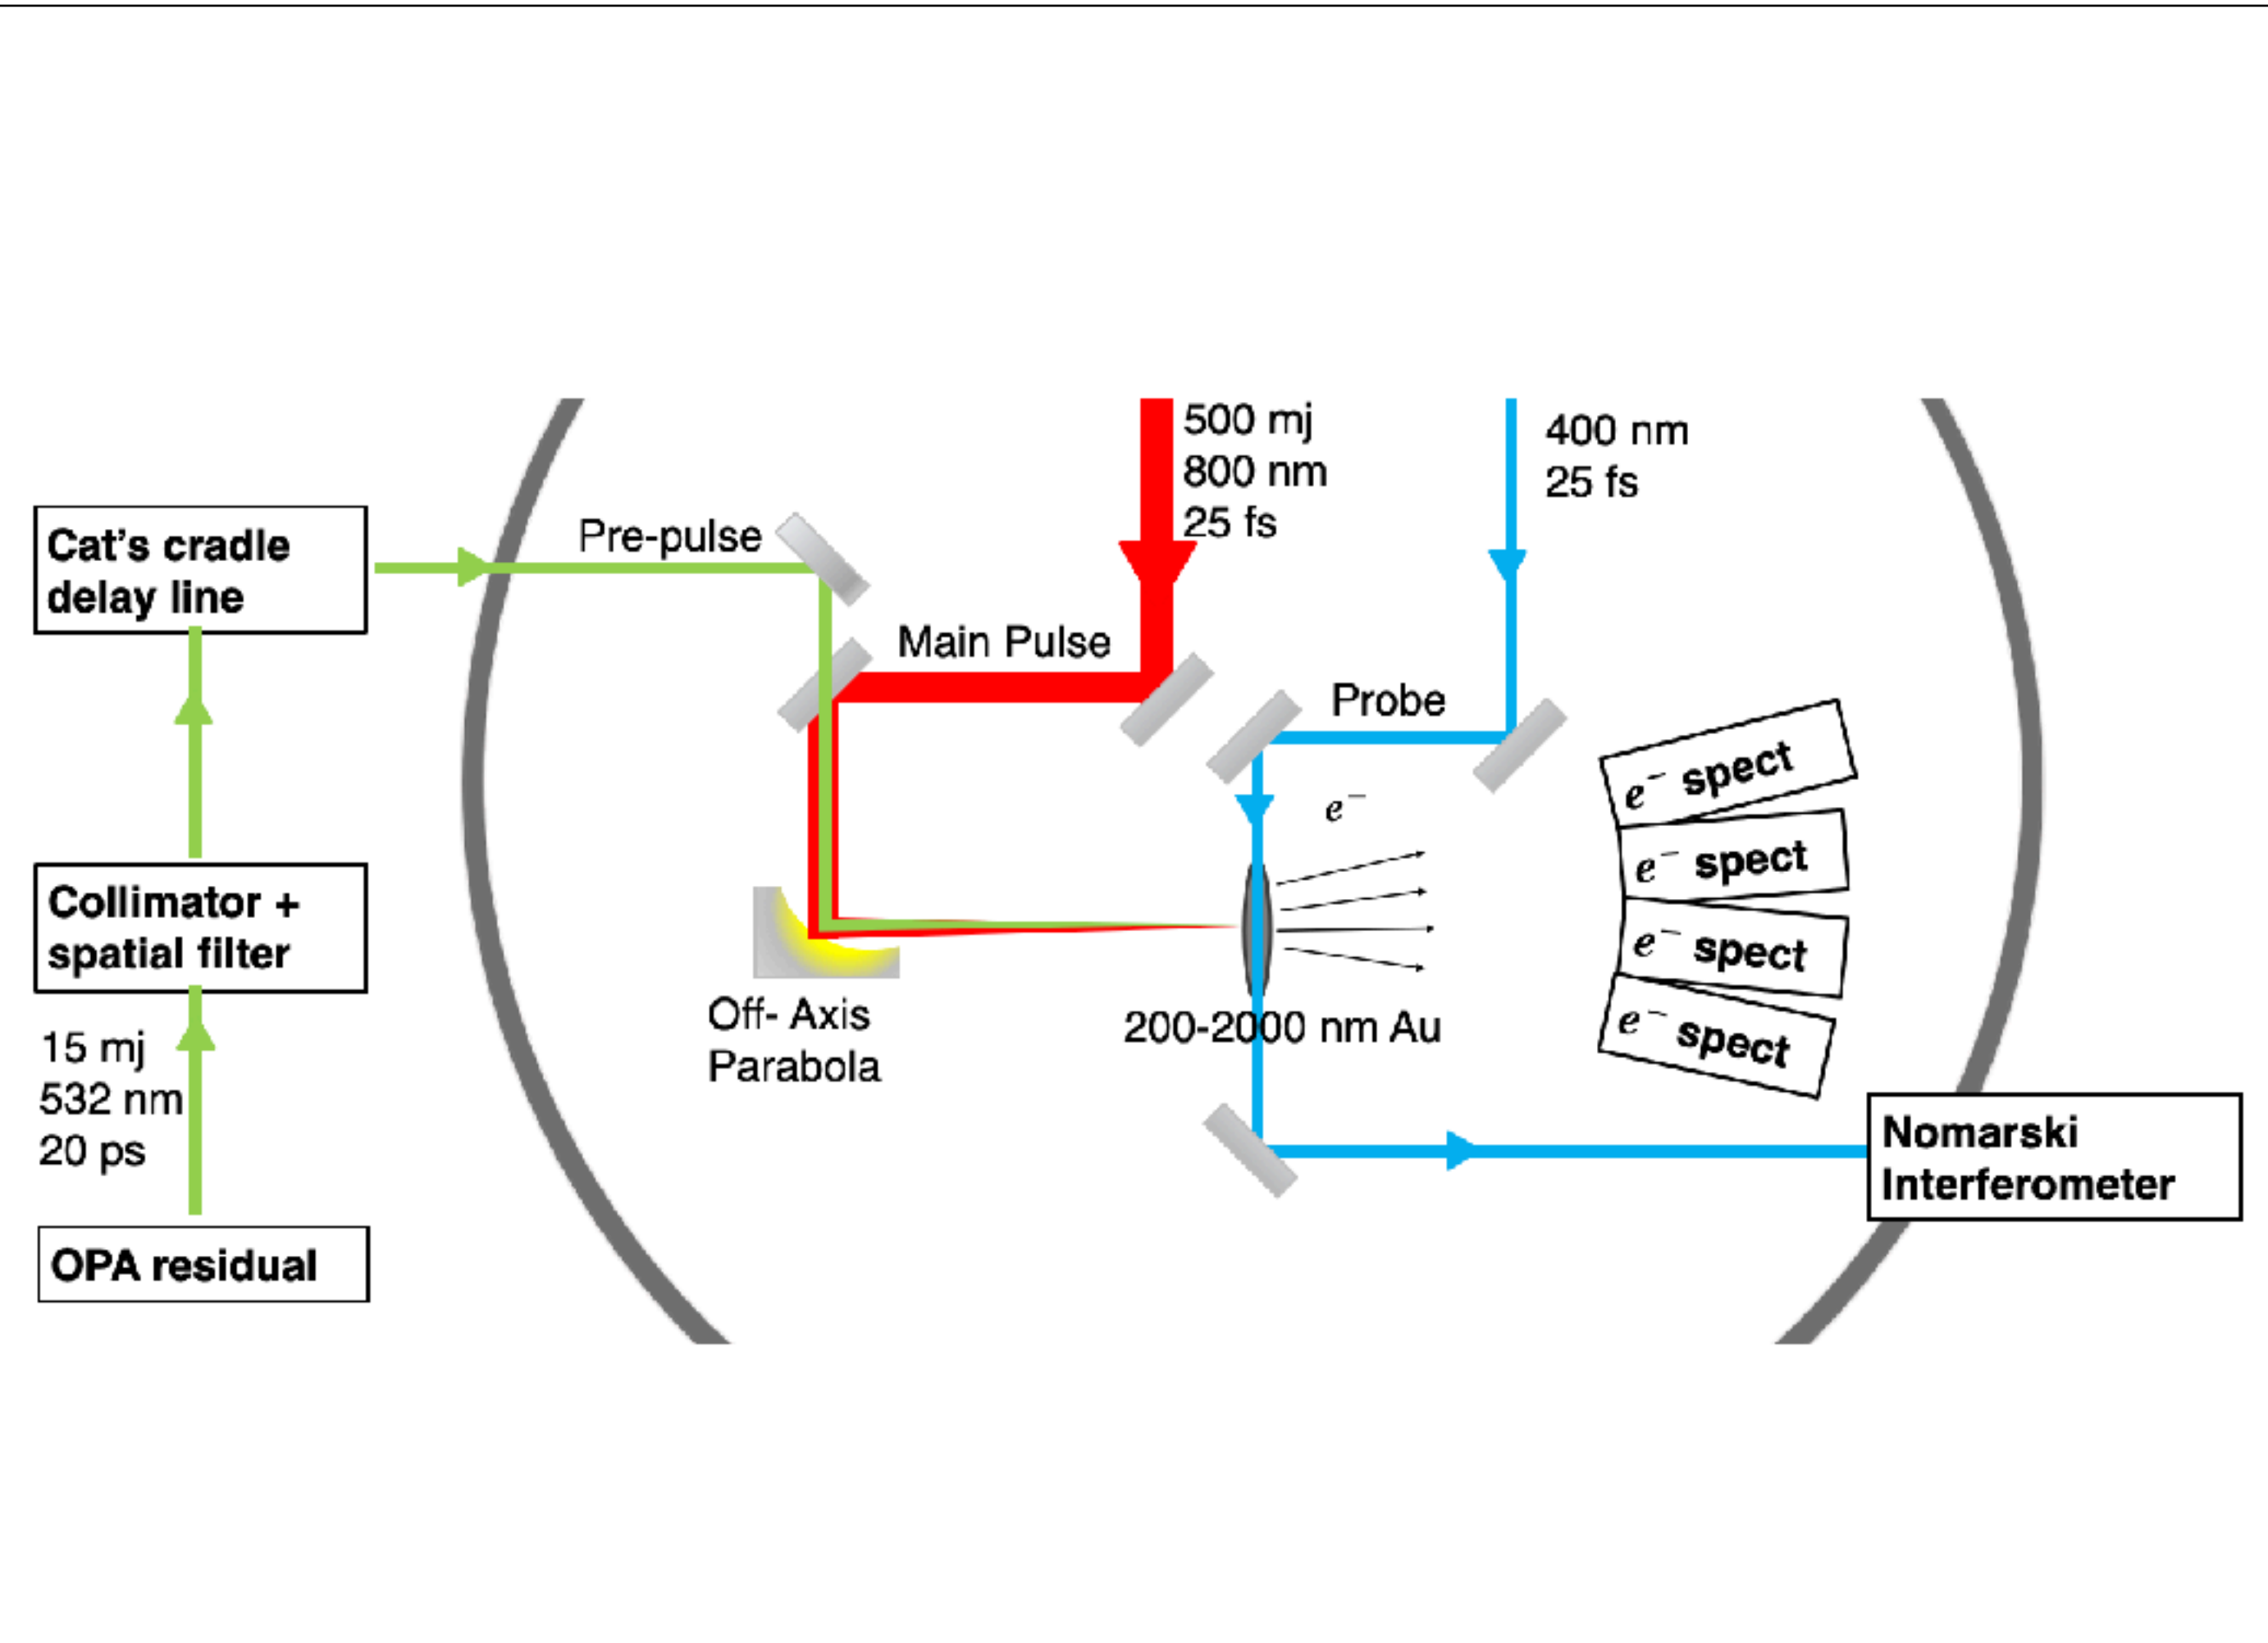 500 mj
800 nm
25 fs
400 nm
25 fs
Cat's cradle
delay line
Pre-pulse
Main Pulse
Probe
e⁻
e⁻ spect
e⁻ spect
e⁻ spect
e⁻ spect
Collimator +
spatial filter
Off- Axis
Parabola
200-2000 nm Au
15 mj
532 nm
20 ps
Nomarski
Interferometer
OPA residual